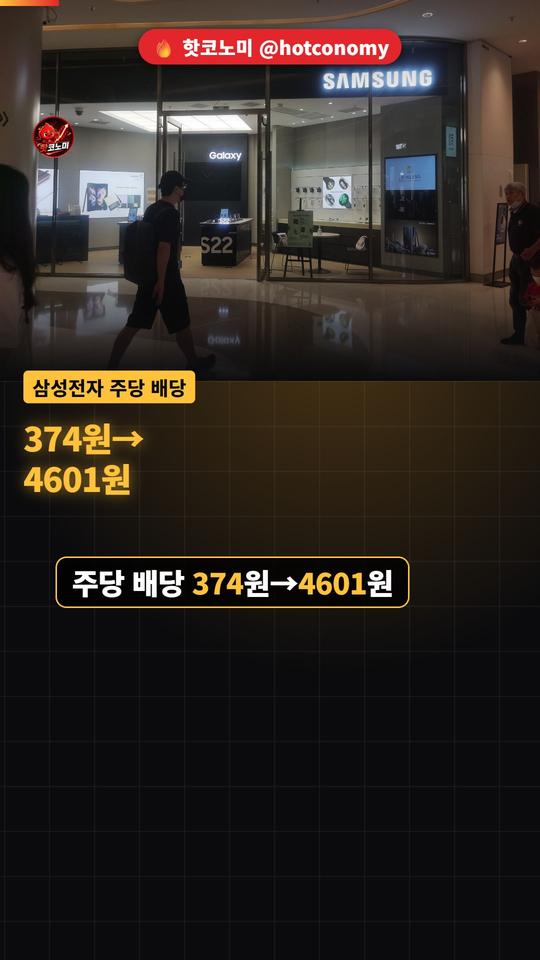 핫코노미 @hotconomy
SAMSUNG
핫코노미
Galaxy
S22
삼성전자 주당 배당
374원→
4601원
주당 배당 374원→4601원